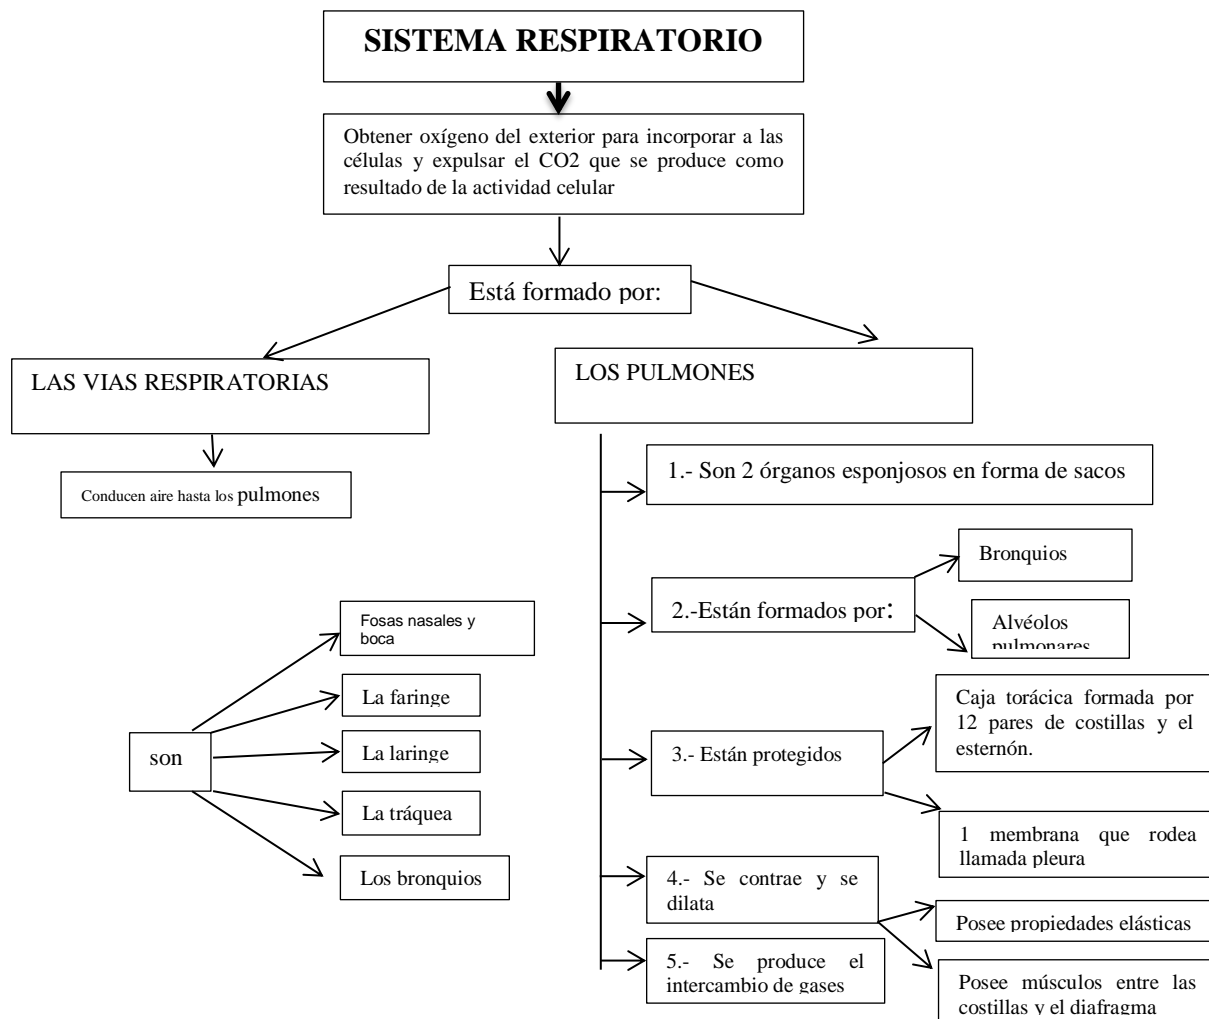 SISTEMA RESPIRATORIO
Obtener oxígeno del exterior para incorporar a las
células y expulsar el CO2 que se produce como
resultado de la actividad celular
Está formado por:
LAS VIAS RESPIRATORIAS
Conducen aire hasta los pulmones
son
Fosas nasales y
boca
La faringe
La laringe
La tráquea
Los bronquios
LOS PULMONES
1.- Son 2 órganos esponjosos en forma de sacos
2.-Están formados por:
Bronquios
Alvéolos
pulmonares
3.- Están protegidos
Caja torácica formada por
12 pares de costillas y el
esternón.
1 membrana que rodea
llamada pleura
4.- Se contrae y se
dilata
Posee propiedades elásticas
Posee músculos entre las
costillas y el diafragma
5.- Se produce el
intercambio de gases